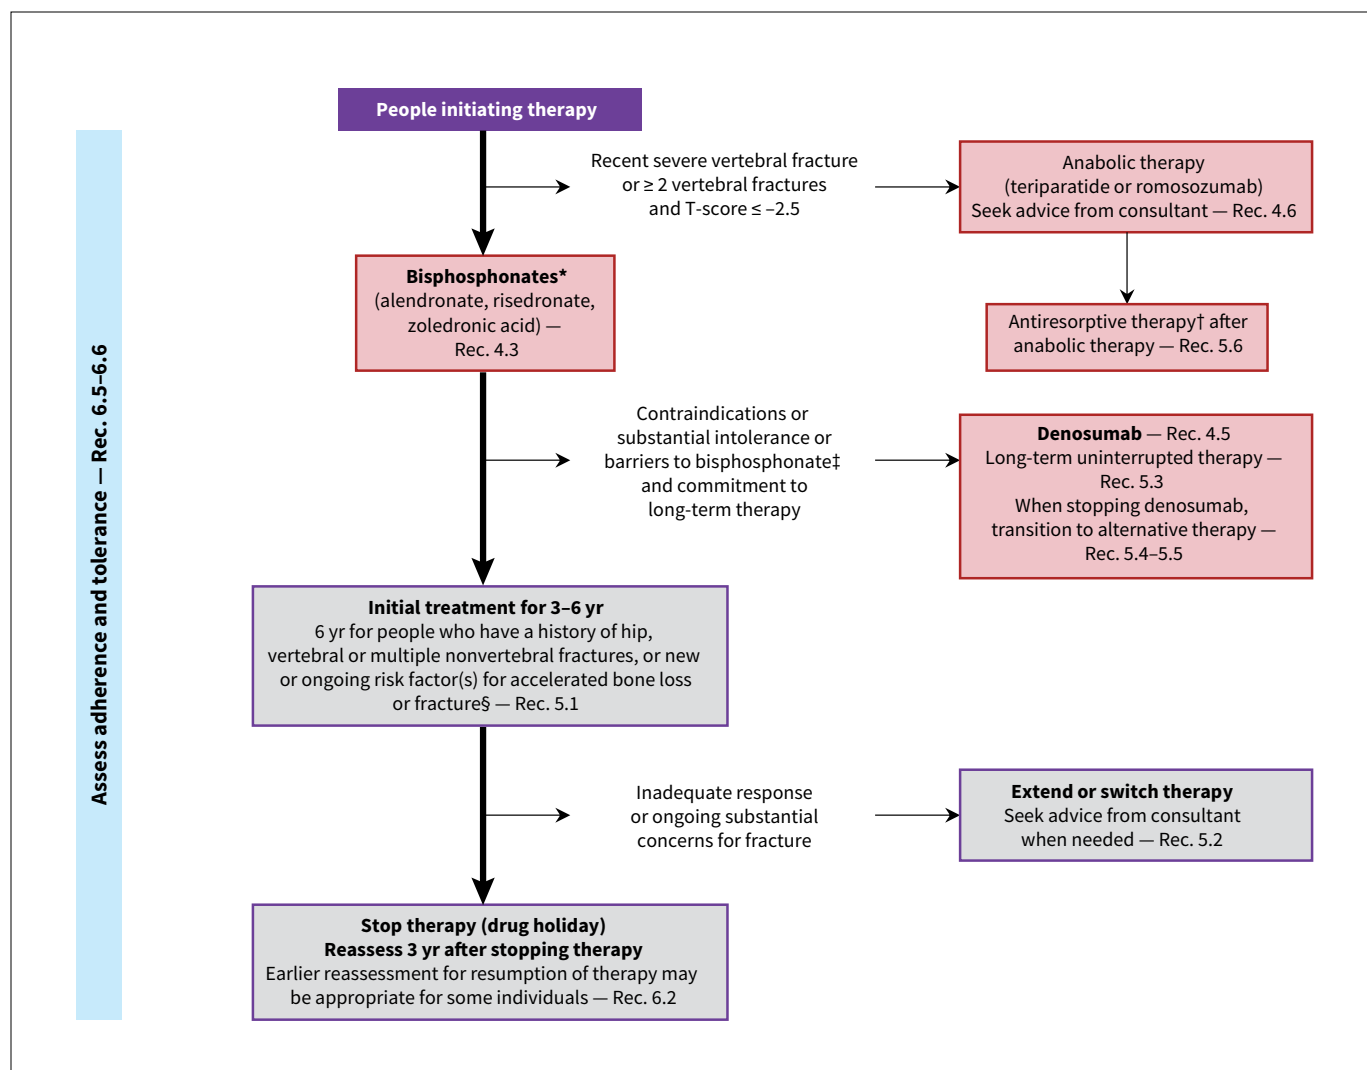 People initiating therapy
Recent severe vertebral fracture
or ≥ 2 vertebral fractures
and T-score ≤ –2.5
Anabolic therapy
(teriparatide or romosozumab)
Seek advice from consultant — Rec. 4.6
Bisphosphonates*
(alendronate, risedronate,
zoledronic acid) —
Rec. 4.3
Antiresorptive therapy† after
anabolic therapy — Rec. 5.6
Contraindications or
substantial intolerance or
barriers to bisphosphonate‡
and commitment to
long-term therapy
Denosumab — Rec. 4.5
Long-term uninterrupted therapy —
Rec. 5.3
When stopping denosumab,
transition to alternative therapy —
Rec. 5.4–5.5
Assess adherence and tolerance — Rec. 6.5–6.6
Initial treatment for 3–6 yr
6 yr for people who have a history of hip,
vertebral or multiple nonvertebral fractures, or new
or ongoing risk factor(s) for accelerated bone loss
or fracture§ — Rec. 5.1
Inadequate response
or ongoing substantial
concerns for fracture
Extend or switch therapy
Seek advice from consultant
when needed — Rec. 5.2
Stop therapy (drug holiday)
Reassess 3 yr after stopping therapy
Earlier reassessment for resumption of therapy may
be appropriate for some individuals — Rec. 6.2